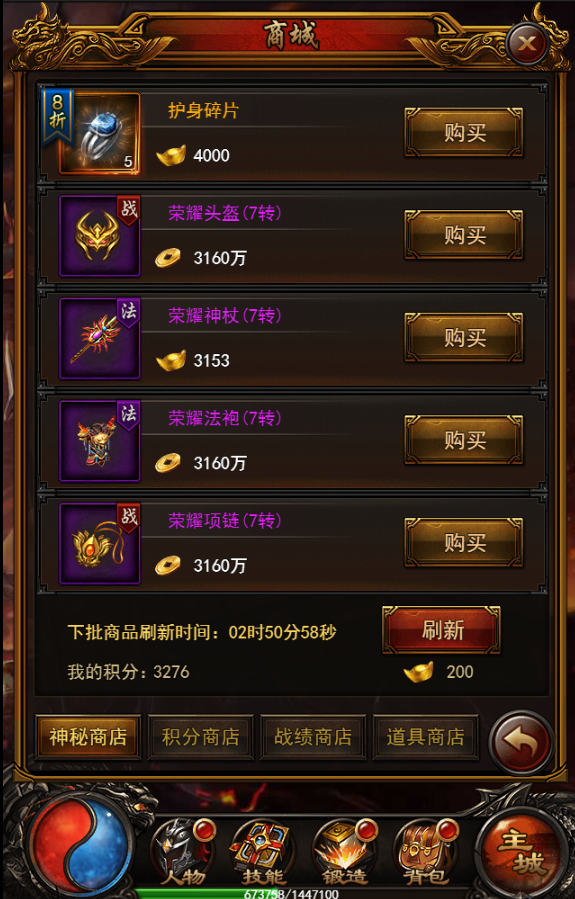 商城
8折
护身碎片
5
4000
购买
战
荣耀头盔(7转)
3160万
购买
法
荣耀神杖(7转)
3153
购买
法
荣耀法袍(7转)
3160万
购买
战
荣耀项链(7转)
3160万
购买
下批商品刷新时间：02时50分58秒
刷新
我的积分：3276
200
神秘商店 积分商店 战绩商店 道具商店
人物 技能 锻造 背包
主城
673758/1447100